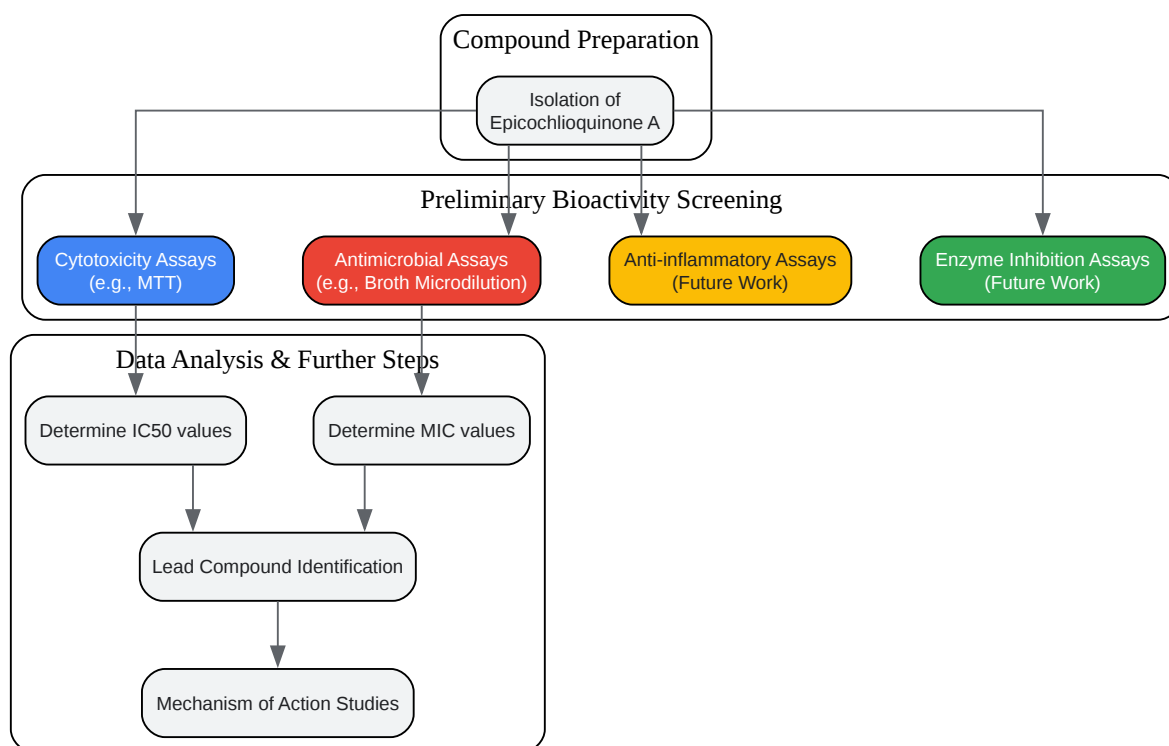 Compound Preparation
Isolation of
Epicochlioquinone A
Preliminary Bioactivity Screening
Cytotoxicity Assays
(e.g., MTT)
Antimicrobial Assays
(e.g., Broth Microdilution)
Anti-inflammatory Assays
(Future Work)
Enzyme Inhibition Assays
(Future Work)
Data Analysis & Further Steps
Determine IC50 values
Determine MIC values
Lead Compound Identification
Mechanism of Action Studies